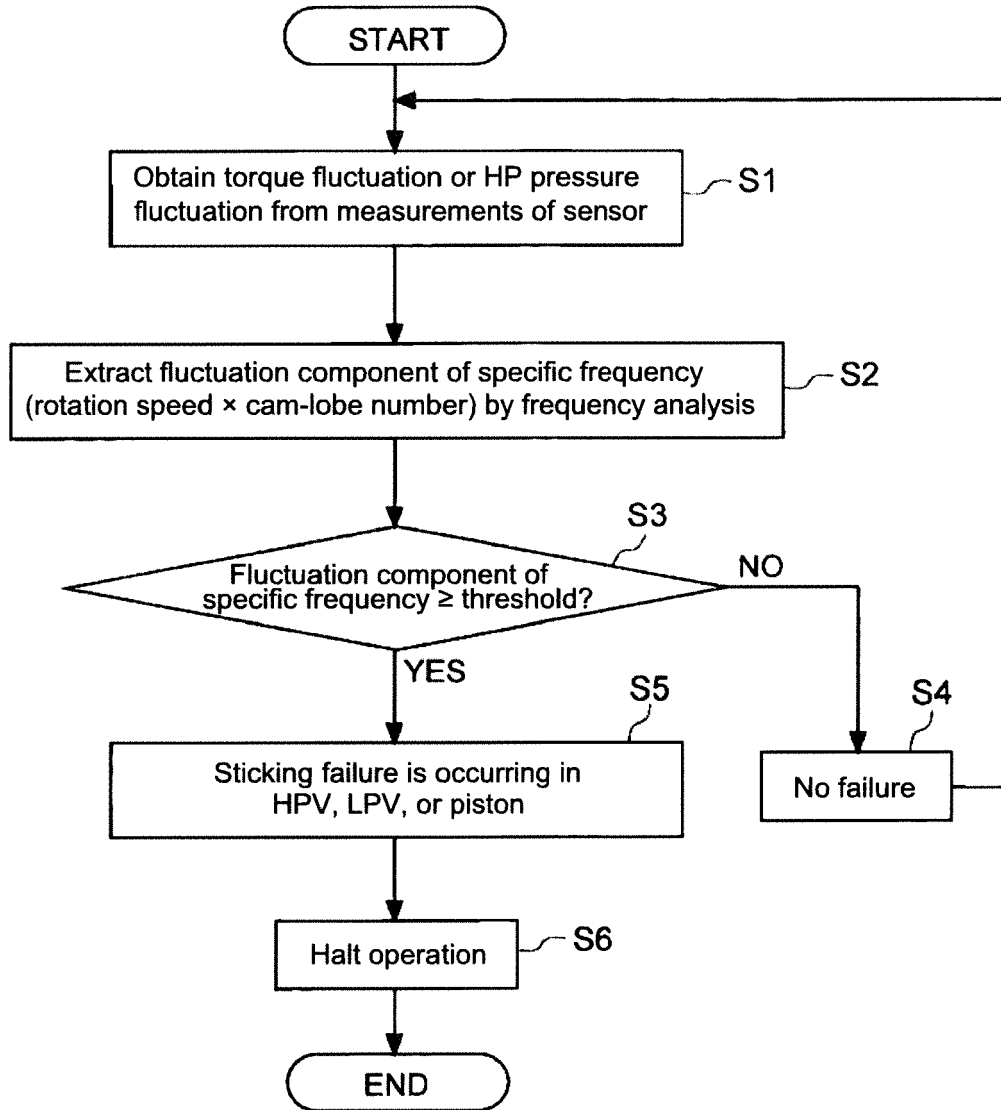 START
Obtain torque fluctuation or HP pressure
fluctuation from measurements of sensor
S1
Extract fluctuation component of specific frequency
(rotation speed × cam-lobe number) by frequency analysis
S2
S3
Fluctuation component of
specific frequency ≥ threshold?
NO
YES
S5
Sticking failure is occurring in
HPV, LPV, or piston
S4
No failure
Halt operation
S6
END